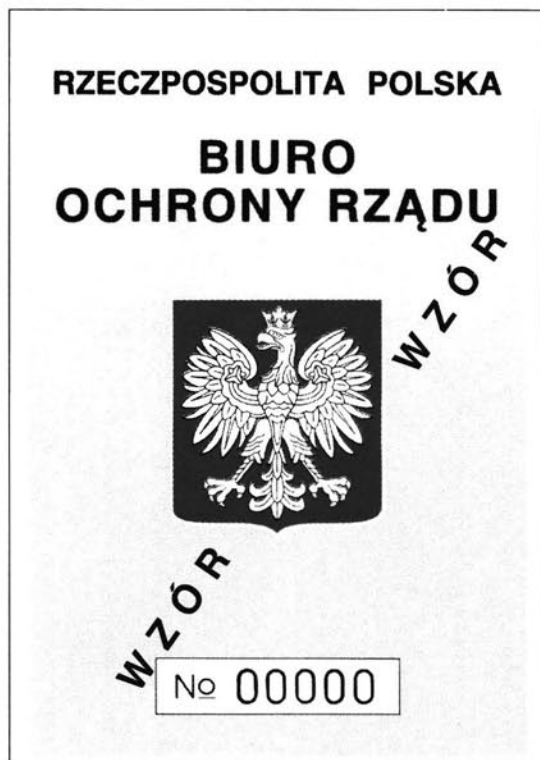 RZECZPOSPOLITA POLSKA
BIURO
OCHRONY RZĄDU
WZÓR
WZÓR
No 00000